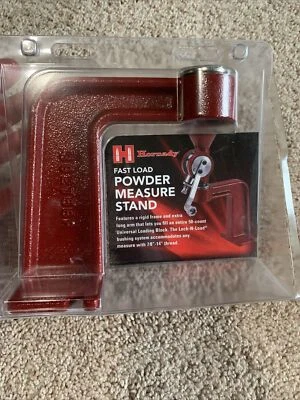 H Hornady
FAST LOAD
POWDER
MEASURE
STAND
Features a rigid frame and extra
long arm that lets you fill an entire 50-count
Universal Loading Block. The Lock-N-Load®
bushing system accommodates any
measure with 7/8"-14" thread.